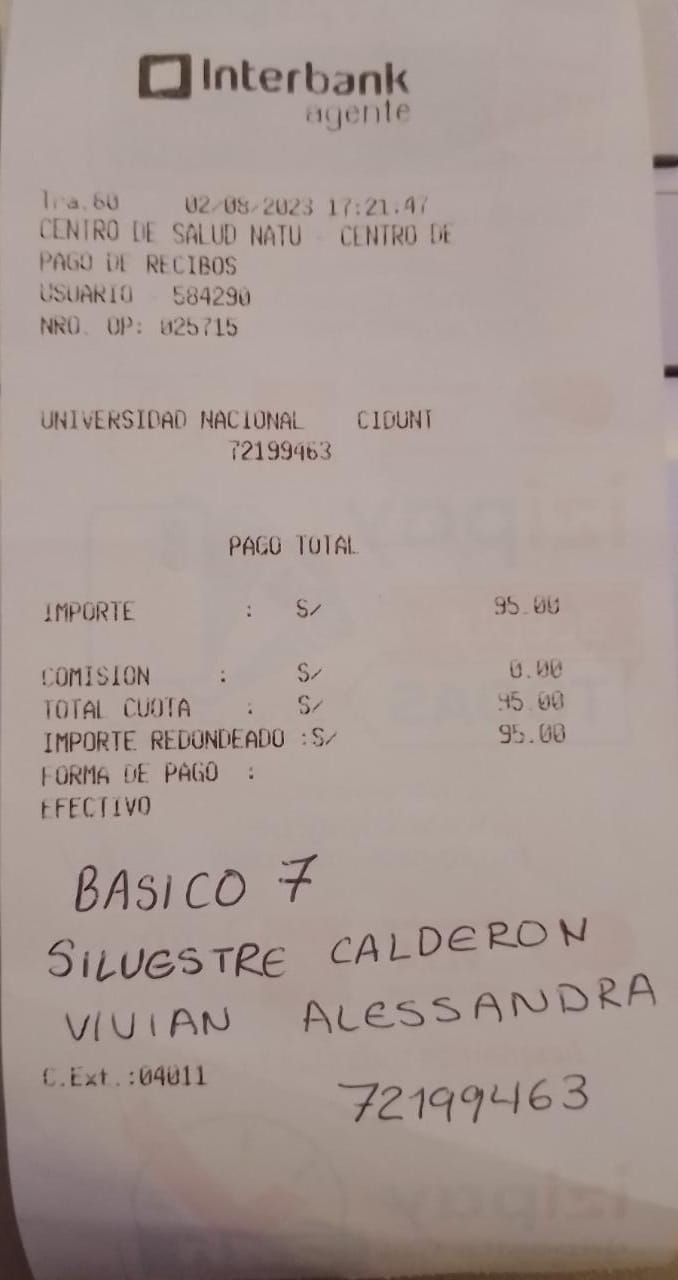 Interbank
agente
Tra.60 02/08/2023 17:21:47
CENTRO DE SALUD NATU - CENTRO DE
PAGO DE RECIBOS
USUARIO - 584290
NRO. OP: 025715
UNIVERSIDAD NACIONAL CIDUNT
72199463
PAGO TOTAL
IMPORTE : S/ 95.00
COMISION : S/ 0.00
TOTAL CUOTA : S/ 95.00
IMPORTE REDONDEADO :S/ 95.00
FORMA DE PAGO :
EFECTIVO
BASICO 7
SILVESTRE CALDERON
VIVIAN ALESSANDRA
C.Ext.:04011
72199463